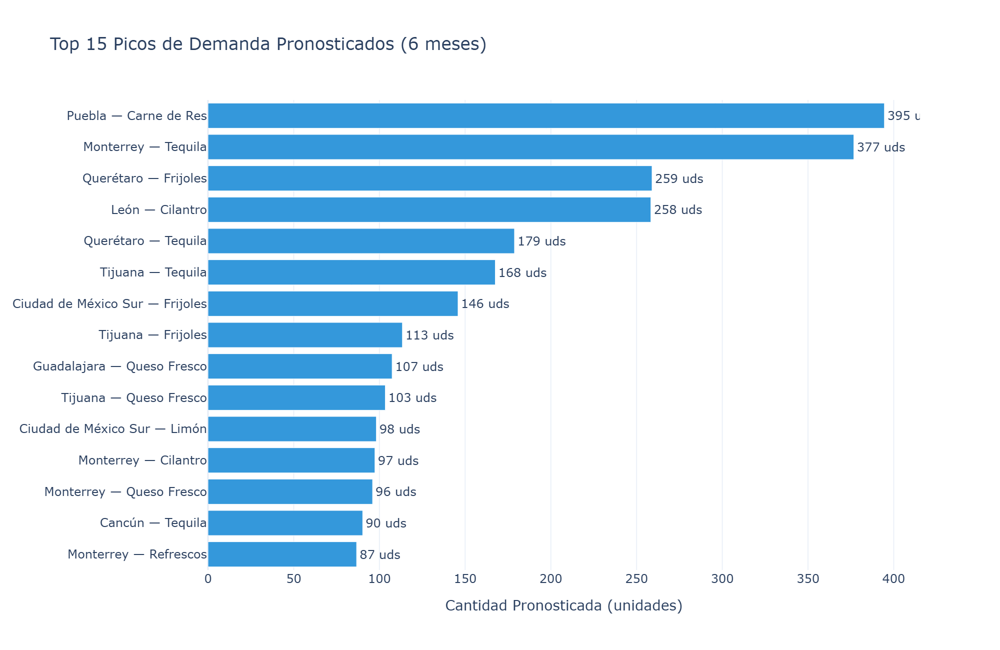 Top 15 Picos de Demanda Pronosticados (6 meses)
Puebla — Carne de Res 395 u
Monterrey — Tequila 377 uds
Querétaro — Frijoles 259 uds
León — Cilantro 258 uds
Querétaro — Tequila 179 uds
Tijuana — Tequila 168 uds
Ciudad de México Sur — Frijoles 146 uds
Tijuana — Frijoles 113 uds
Guadalajara — Queso Fresco 107 uds
Tijuana — Queso Fresco 103 uds
Ciudad de México Sur — Limón 98 uds
Monterrey — Cilantro 97 uds
Monterrey — Queso Fresco 96 uds
Cancún — Tequila 90 uds
Monterrey — Refrescos 87 uds
0 50 100 150 200 250 300 350 400
Cantidad Pronosticada (unidades)